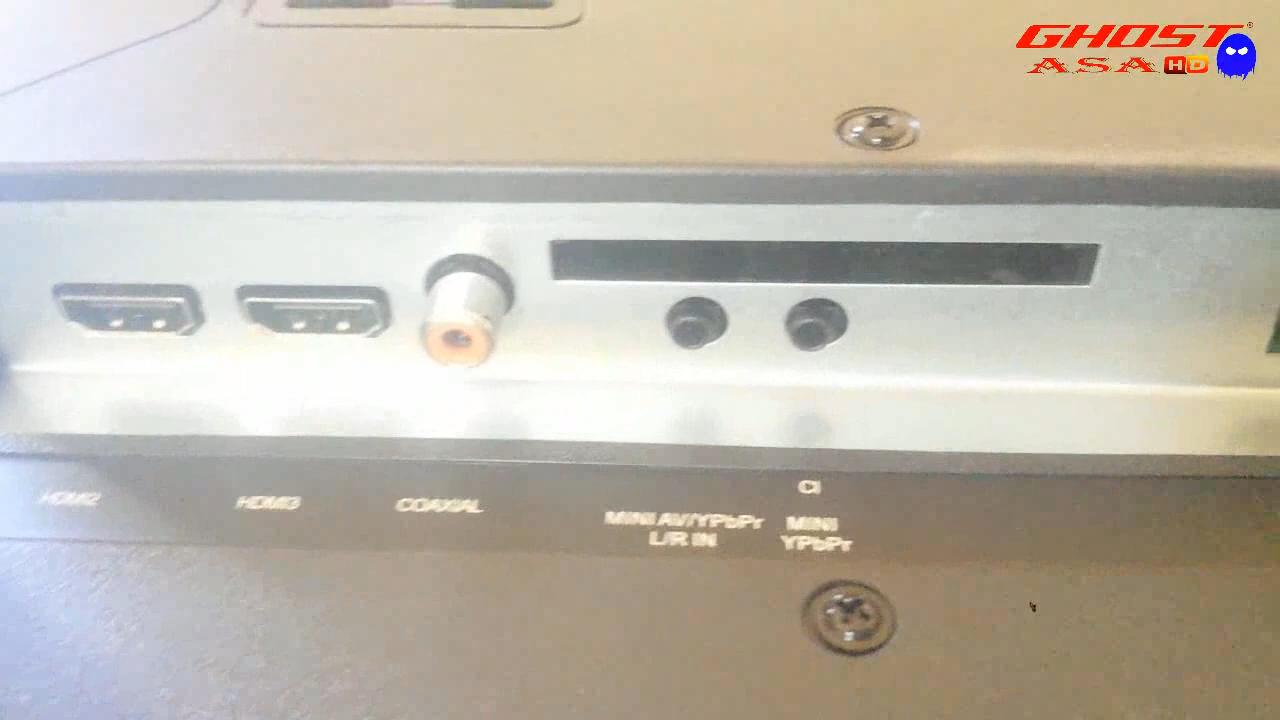 GHOST®
ASA HD
HDMI2
HDMI3
COAXIAL
MINI AV/YPbPr
L/R IN
CI
MINI
YPbPr